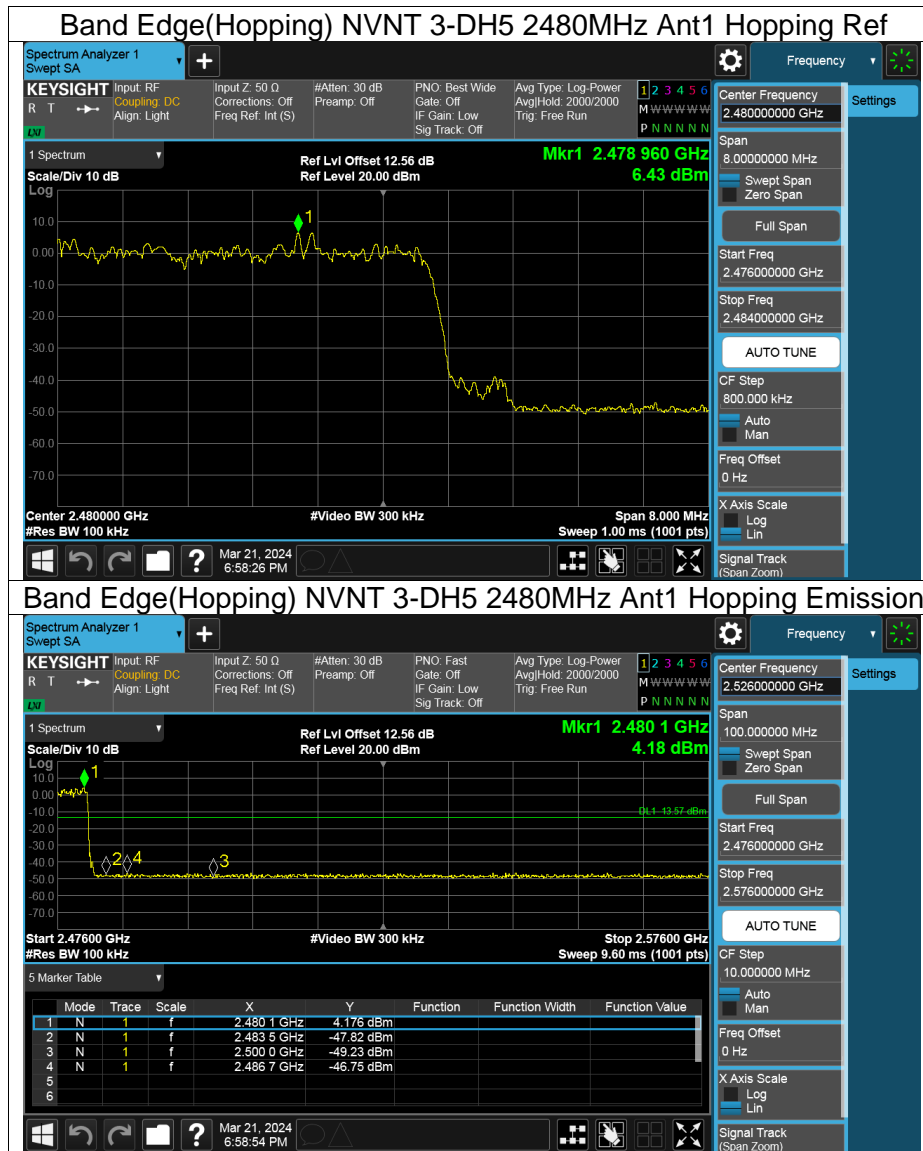 Band Edge(Hopping) NVNT 3-DH5 2480MHz Ant1 Hopping Ref
Spectrum Analyzer 1
Swept SA
Frequency
KEYSIGHT
R T
LXI
Input: RF
Coupling: DC
Align: Light
Input Z: 50 Ω
Corrections: Off
Freq Ref: Int (S)
#Atten: 30 dB
Preamp: Off
PNO: Best Wide
Gate: Off
IF Gain: Low
Sig Track: Off
Avg Type: Log-Power
Avg|Hold: 2000/2000
Trig: Free Run
1 2 3 4 5 6
M W W W W W
P N N N N N
Center Frequency
2.480000000 GHz
Settings
Span
8.00000000 MHz
Swept Span
Zero Span
Full Span
Start Freq
2.476000000 GHz
Stop Freq
2.484000000 GHz
AUTO TUNE
CF Step
800.000 kHz
Auto
Man
Freq Offset
0 Hz
X Axis Scale
Log
Lin
Signal Track
(Span Zoom)
1 Spectrum
Scale/Div 10 dB
Ref Lvl Offset 12.56 dB
Ref Level 20.00 dBm
Mkr1 2.478 960 GHz
6.43 dBm
Log
10.0
0.00
-10.0
-20.0
-30.0
-40.0
-50.0
-60.0
-70.0
1
Center 2.480000 GHz
#Video BW 300 kHz
Span 8.000 MHz
#Res BW 100 kHz
Sweep 1.00 ms (1001 pts)
?
Mar 21, 2024
6:58:26 PM
Band Edge(Hopping) NVNT 3-DH5 2480MHz Ant1 Hopping Emission
Spectrum Analyzer 1
Swept SA
Frequency
KEYSIGHT
R T
LXI
Input: RF
Coupling: DC
Align: Light
Input Z: 50 Ω
Corrections: Off
Freq Ref: Int (S)
#Atten: 30 dB
Preamp: Off
PNO: Fast
Gate: Off
IF Gain: Low
Sig Track: Off
Avg Type: Log-Power
Avg|Hold: 2000/2000
Trig: Free Run
1 2 3 4 5 6
M W W W W W
P N N N N N
Center Frequency
2.526000000 GHz
Settings
Span
100.000000 MHz
Swept Span
Zero Span
Full Span
Start Freq
2.476000000 GHz
Stop Freq
2.576000000 GHz
AUTO TUNE
CF Step
10.000000 MHz
Auto
Man
Freq Offset
0 Hz
X Axis Scale
Log
Lin
Signal Track
(Span Zoom)
1 Spectrum
Scale/Div 10 dB
Ref Lvl Offset 12.56 dB
Ref Level 20.00 dBm
Mkr1 2.480 1 GHz
4.18 dBm
Log
10.0
0.00
-10.0
-20.0
-30.0
-40.0
-50.0
-60.0
-70.0
1
DL1 -13.57 dBm
2 4 3
Start 2.47600 GHz
#Video BW 300 kHz
Stop 2.57600 GHz
#Res BW 100 kHz
Sweep 9.60 ms (1001 pts)
5 Marker Table
Mode Trace Scale X Y Function Function Width Function Value
1 N 1 f 2.480 1 GHz 4.176 dBm
2 N 1 f 2.483 5 GHz -47.82 dBm
3 N 1 f 2.500 0 GHz -49.23 dBm
4 N 1 f 2.486 7 GHz -46.75 dBm
5
6
?
Mar 21, 2024
6:58:54 PM